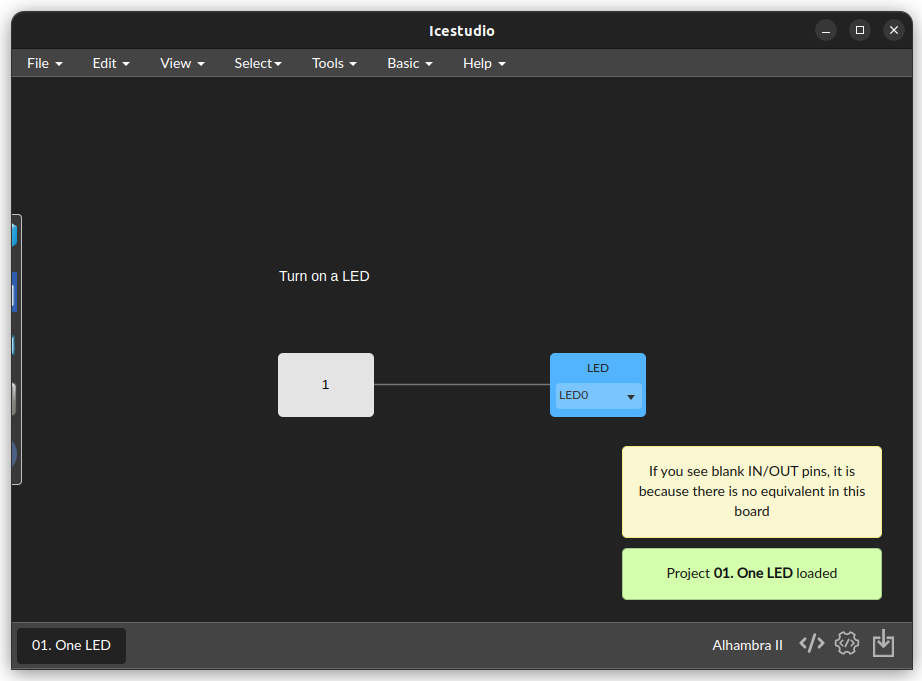 Icestudio
File Edit View Select Tools Basic Help
Turn on a LED
1
LED
LED0
If you see blank IN/OUT pins, it is
because there is no equivalent in this
board
Project 01. One LED loaded
01. One LED
Alhambra II